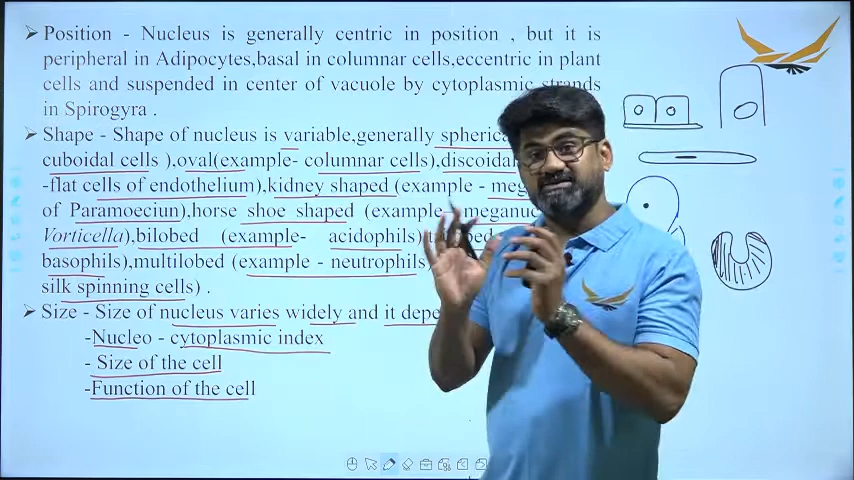 Position - Nucleus is generally centric in position , but it is
peripheral in Adipocytes,basal in columnar cells,eccentric in plant
cells and suspended in center of vacuole by cytoplasmic strands
in Spirogyra .
Shape - Shape of nucleus is variable,generally spherica
cuboidal cells ),oval(example- columnar cells),discoidal
-flat cells of endothelium),kidney shaped (example - meg
of Paramoeciun),horse shoe shaped (example - meganuc
Vorticella),bilobed (example- acidophils)
basophils),multilobed (example - neutrophils)
silk spinning cells) .
Size - Size of nucleus varies widely and it depe
-Nucleo - cytoplasmic index
- Size of the cell
-Function of the cell